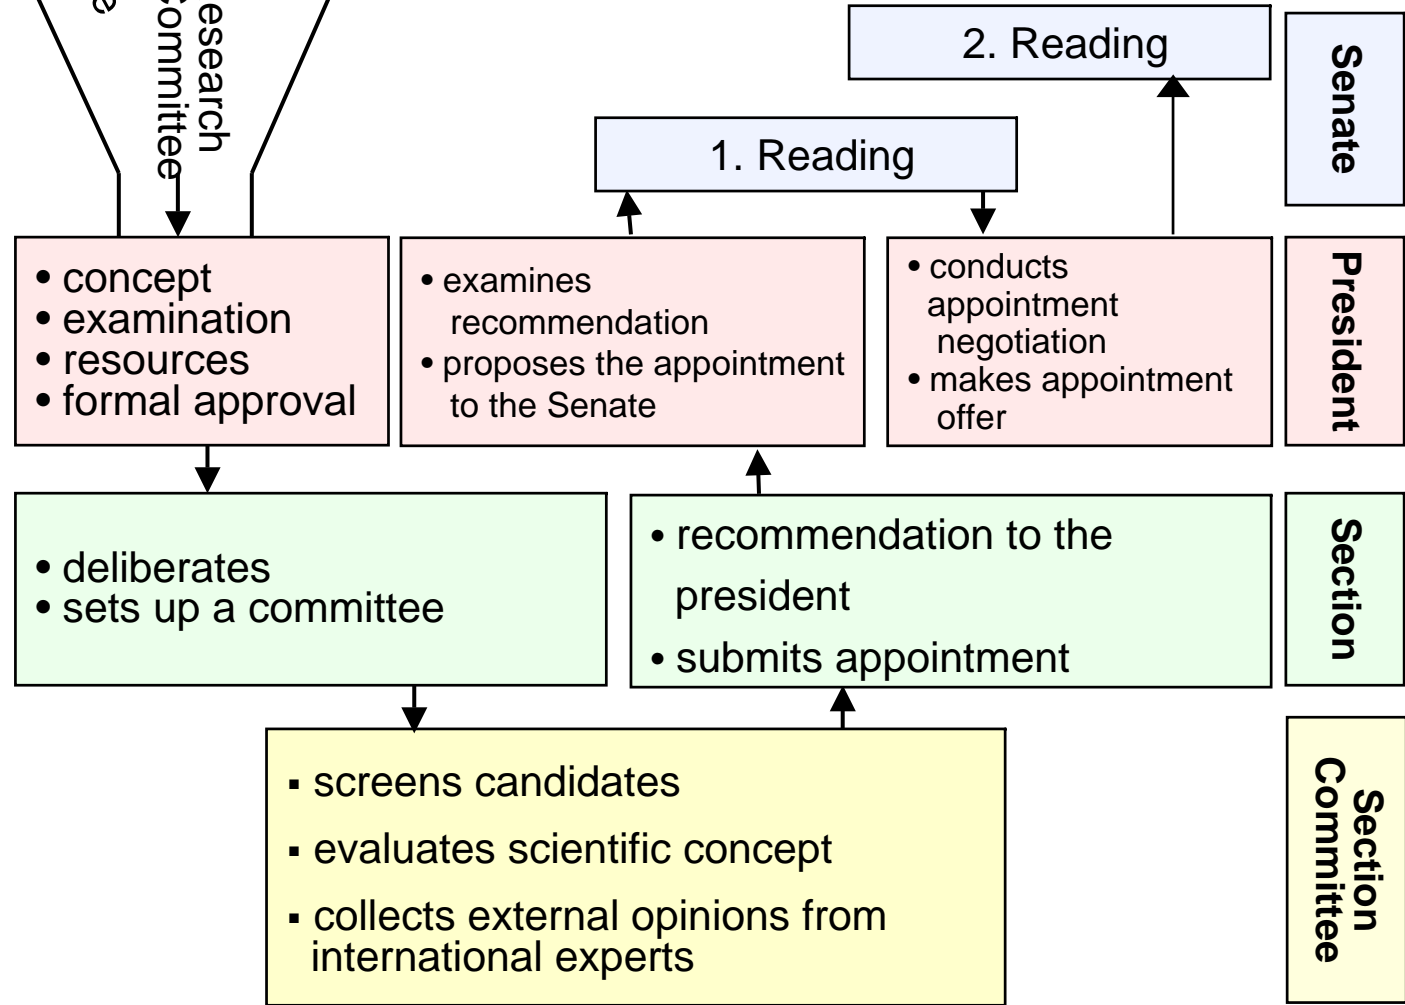 esearch
ommittee
2. Reading
1. Reading
Senate
• concept
• examination
• resources
• formal approval
• examines
recommendation
• proposes the appointment
to the Senate
• conducts
appointment
negotiation
• makes appointment
offer
President
• deliberates
• sets up a committee
• recommendation to the
president
• submits appointment
Section
▪ screens candidates
▪ evaluates scientific concept
▪ collects external opinions from
international experts
Section
Committee